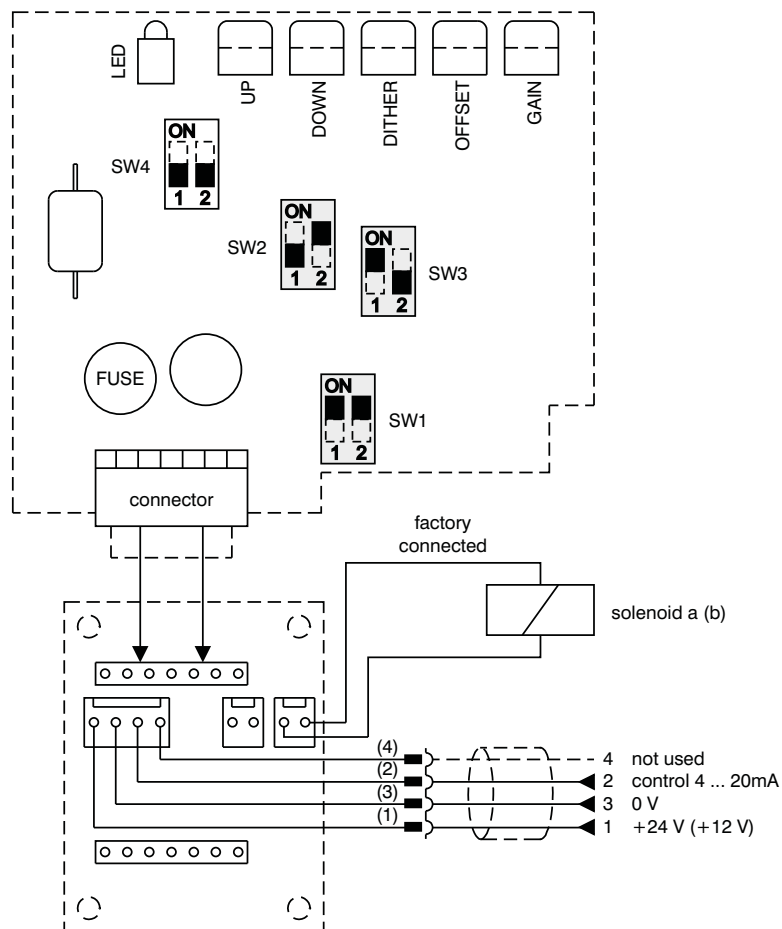 LED
UP
DOWN
DITHER
OFFSET
GAIN
ON
SW4
1 2
ON
SW2
1 2
ON
SW3
1 2
FUSE
ON
SW1
1 2
connector
factory
connected
solenoid a (b)
(4)
4 not used
(2)
2 control 4 ... 20mA
(3)
3 0 V
(1)
1 +24 V (+12 V)